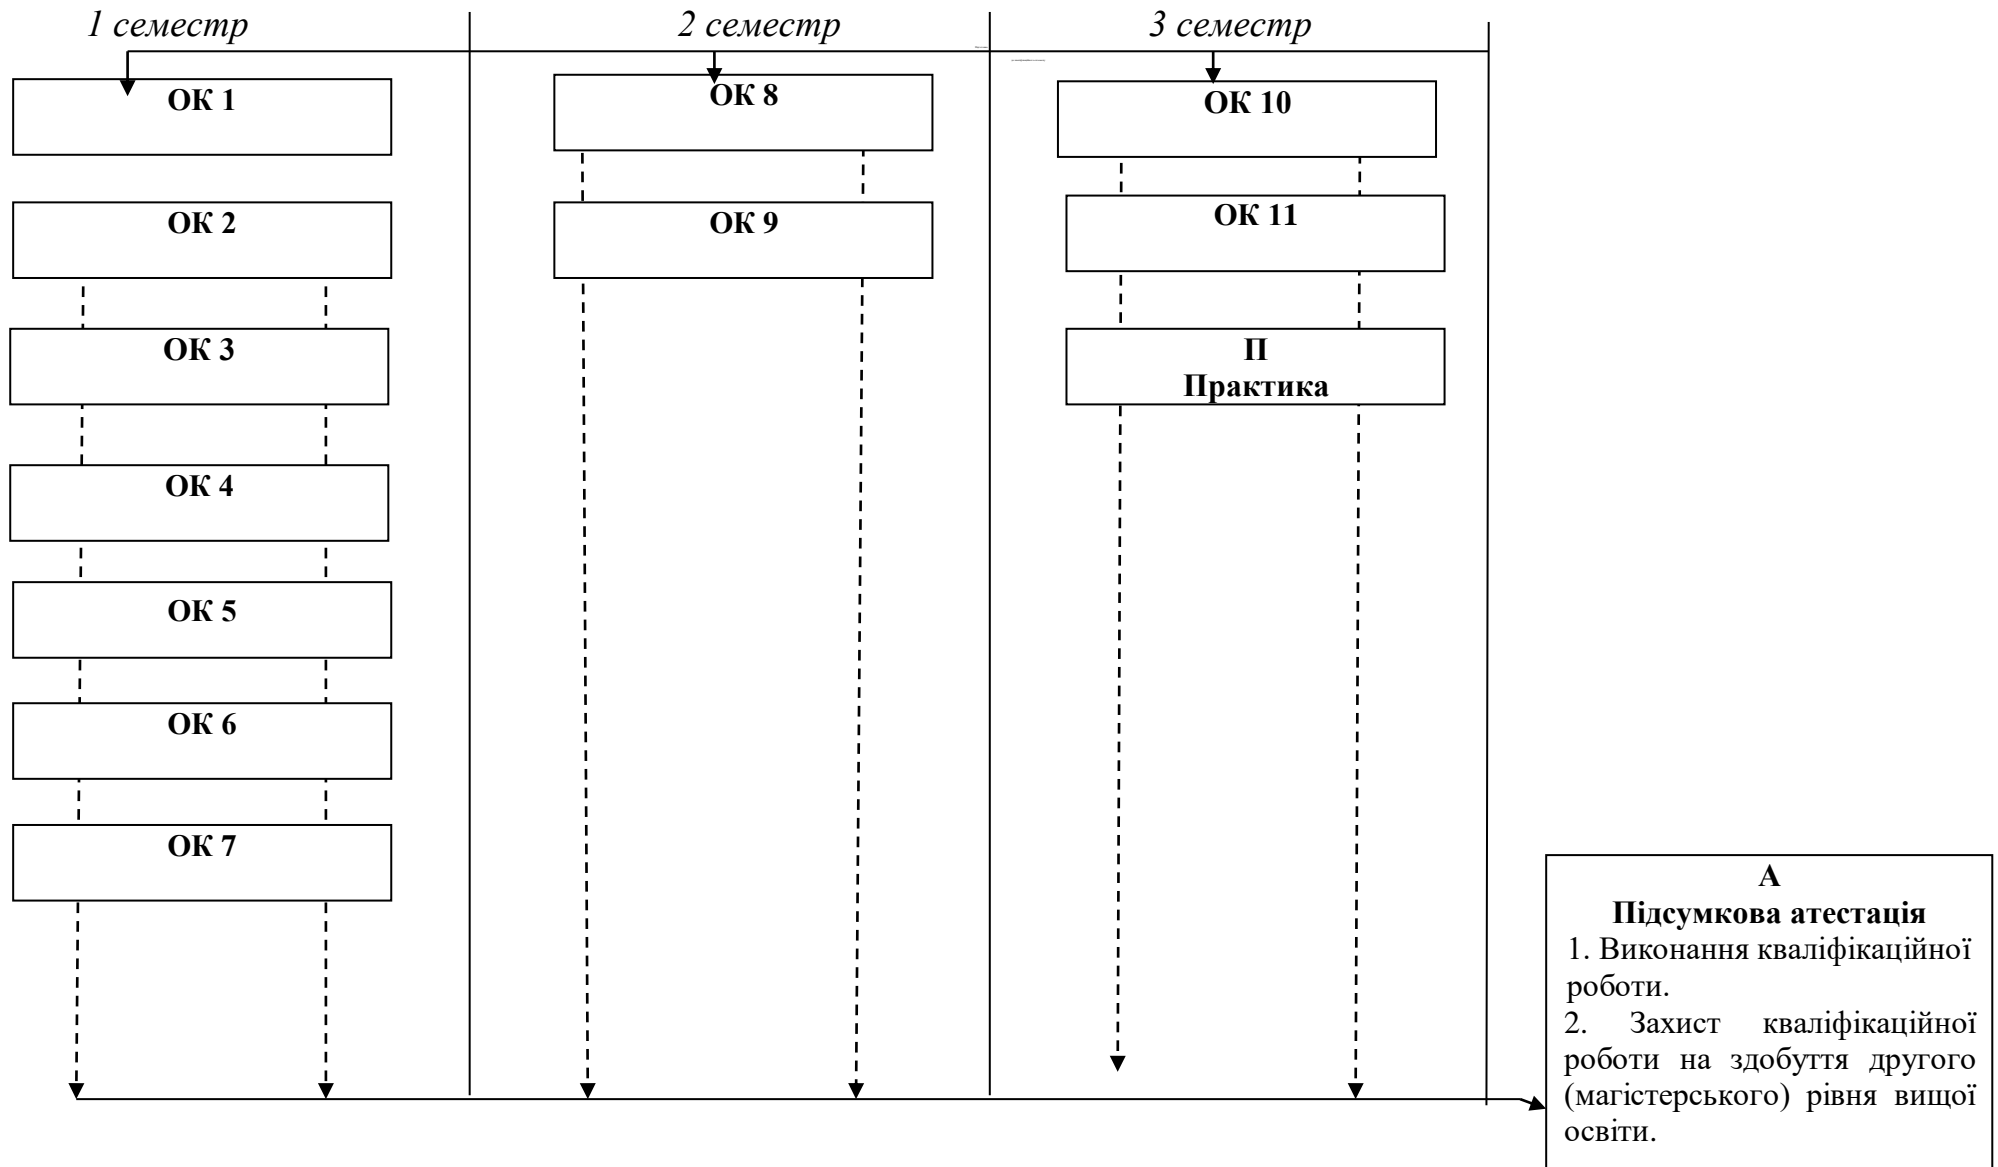 1 семестр
2 семестр
3 семестр
ОК 1
ОК 2
ОК 3
ОК 4
ОК 5
ОК 6
ОК 7
ОК 8
ОК 9
ОК 10
ОК 11
П
Практика
А
Підсумкова атестація
1. Виконання кваліфікаційної
роботи.
2. Захист кваліфікаційної
роботи на здобуття другого
(магістерського) рівня вищої
освіти.